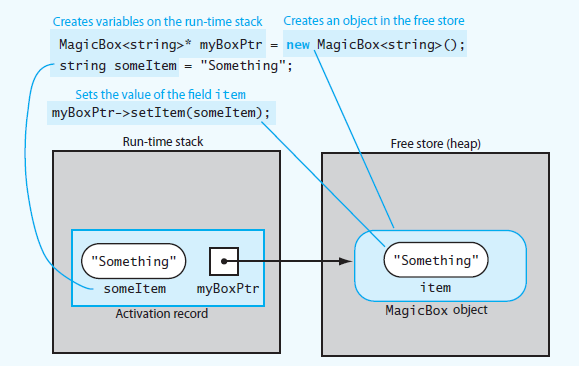 Creates variables on the run-time stack
Creates an object in the free store
MagicBox<string>* myBoxPtr = new MagicBox<string>();
string someItem = "Something";
Sets the value of the field item
myBoxPtr->setItem(someItem);
Run-time stack
Free store (heap)
"Something"
"Something"
someItem
myBoxPtr
item
Activation record
MagicBox object